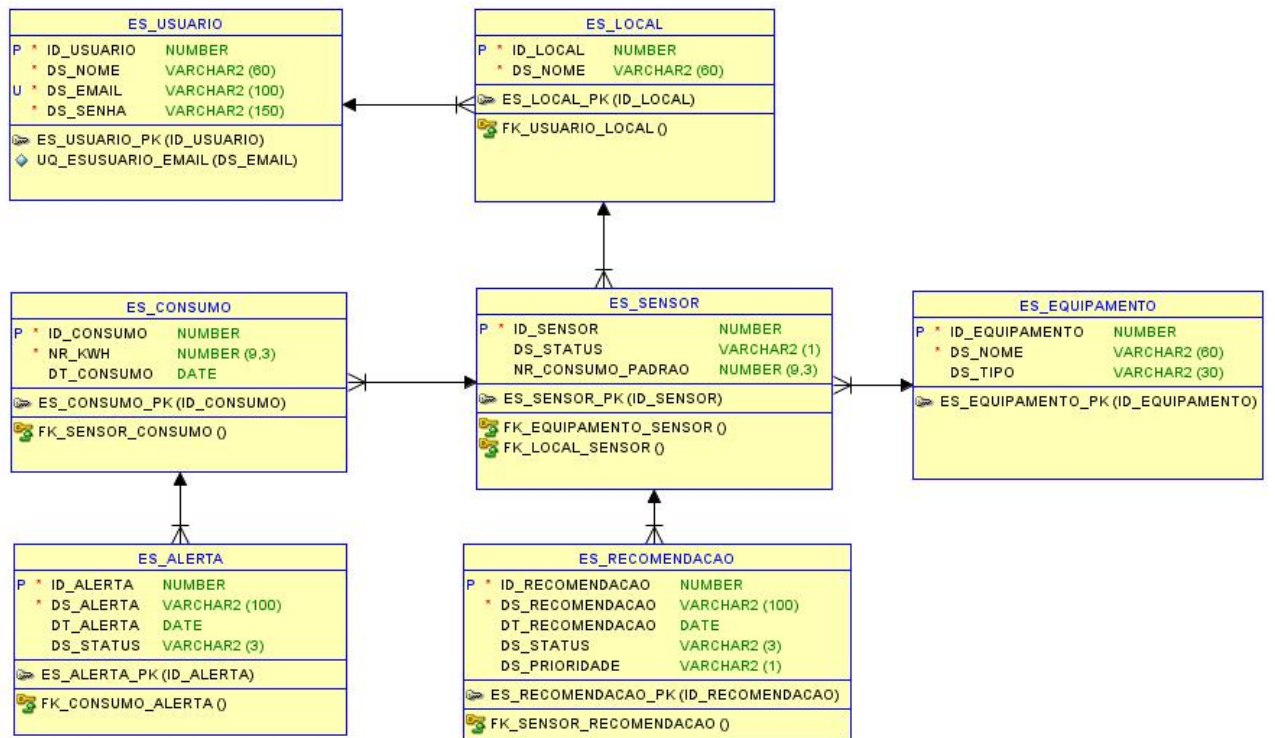 ES_USUARIO
P * ID_USUARIO NUMBER
* DS_NOME VARCHAR2 (60)
U * DS_EMAIL VARCHAR2 (100)
* DS_SENHA VARCHAR2 (150)
ES_USUARIO_PK (ID_USUARIO)
UQ_ESUSUARIO_EMAIL (DS_EMAIL)
ES_LOCAL
P * ID_LOCAL NUMBER
* DS_NOME VARCHAR2 (60)
ES_LOCAL_PK (ID_LOCAL)
FK_USUARIO_LOCAL ()
ES_CONSUMO
P * ID_CONSUMO NUMBER
* NR_KWH NUMBER (9,3)
DT_CONSUMO DATE
ES_CONSUMO_PK (ID_CONSUMO)
FK_SENSOR_CONSUMO ()
ES_SENSOR
P * ID_SENSOR NUMBER
DS_STATUS VARCHAR2 (1)
NR_CONSUMO_PADRAO NUMBER (9,3)
ES_SENSOR_PK (ID_SENSOR)
FK_EQUIPAMENTO_SENSOR ()
FK_LOCAL_SENSOR ()
ES_EQUIPAMENTO
P * ID_EQUIPAMENTO NUMBER
* DS_NOME VARCHAR2 (60)
DS_TIPO VARCHAR2 (30)
ES_EQUIPAMENTO_PK (ID_EQUIPAMENTO)
ES_ALERTA
P * ID_ALERTA NUMBER
* DS_ALERTA VARCHAR2 (100)
DT_ALERTA DATE
DS_STATUS VARCHAR2 (3)
ES_ALERTA_PK (ID_ALERTA)
FK_CONSUMO_ALERTA ()
ES_RECOMENDACAO
P * ID_RECOMENDACAO NUMBER
* DS_RECOMENDACAO VARCHAR2 (100)
DT_RECOMENDACAO DATE
DS_STATUS VARCHAR2 (3)
DS_PRIORIDADE VARCHAR2 (1)
ES_RECOMENDACAO_PK (ID_RECOMENDACAO)
FK_SENSOR_RECOMENDACAO ()